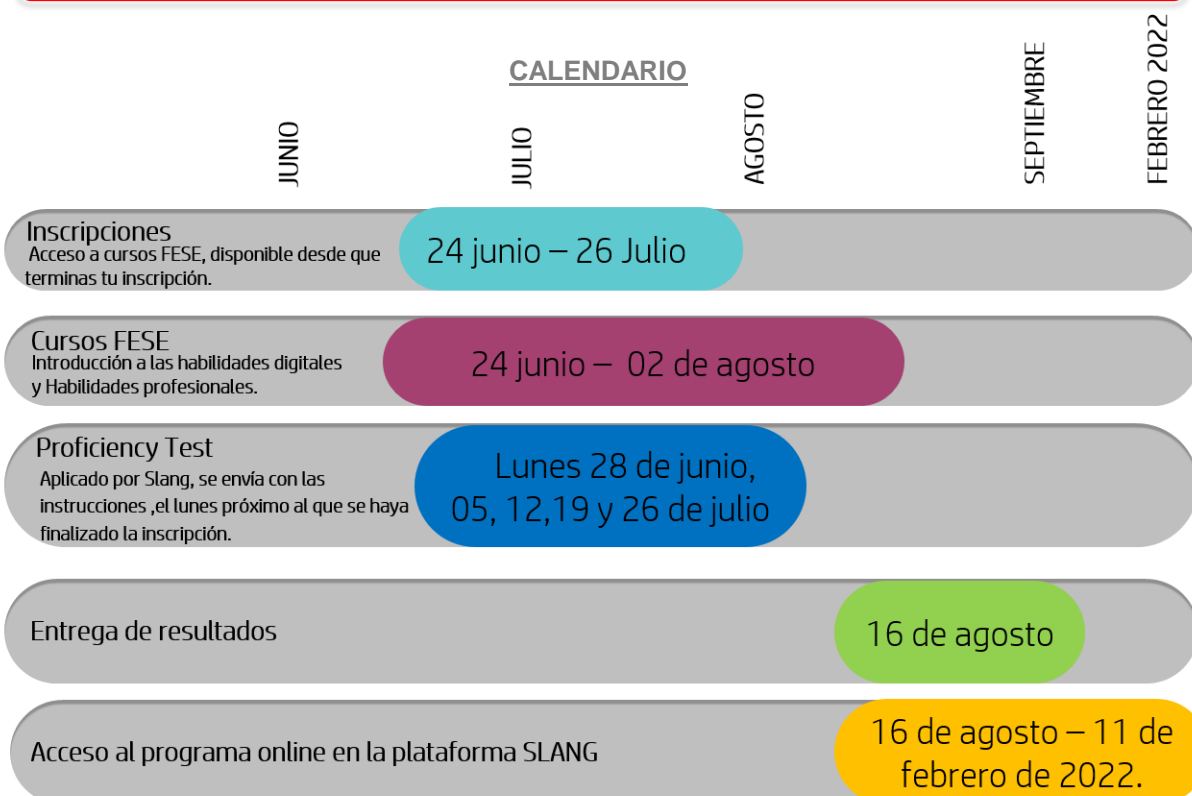 CALENDARIO
JUNIO
JULIO
AGOSTO
SEPTIEMBRE
FEBRERO 2022
Inscripciones
Acceso a cursos FESE, disponible desde que
terminas tu inscripción.
24 junio – 26 Julio
Cursos FESE
Introducción a las habilidades digitales
y Habilidades profesionales.
24 junio – 02 de agosto
Proficiency Test
Aplicado por Slang, se envía con las
instrucciones ,el lunes próximo al que se haya
finalizado la inscripción.
Lunes 28 de junio,
05, 12,19 y 26 de julio
Entrega de resultados
16 de agosto
Acceso al programa online en la plataforma SLANG
16 de agosto – 11 de
febrero de 2022.